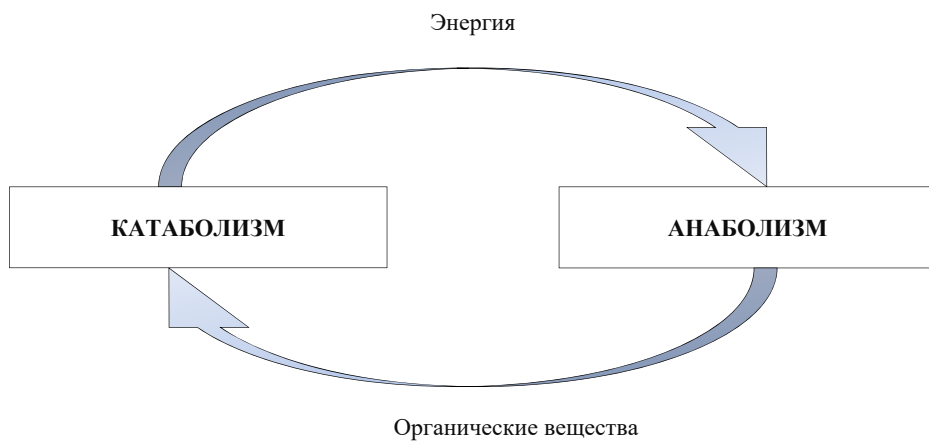 Энергия
КАТАБОЛИЗМ
АНАБОЛИЗМ
Органические вещества